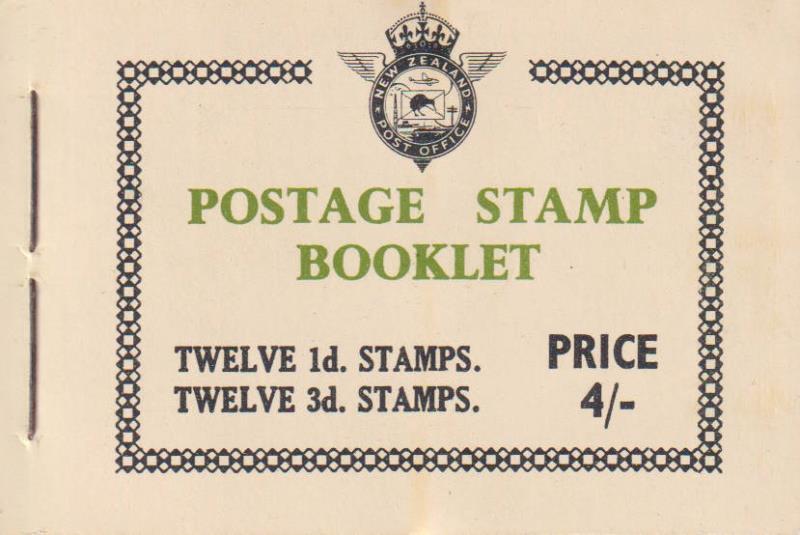 NEW ZEALAND
POST OFFICE
POSTAGE STAMP
BOOKLET
TWELVE 1d. STAMPS.
TWELVE 3d. STAMPS.
PRICE
4/-